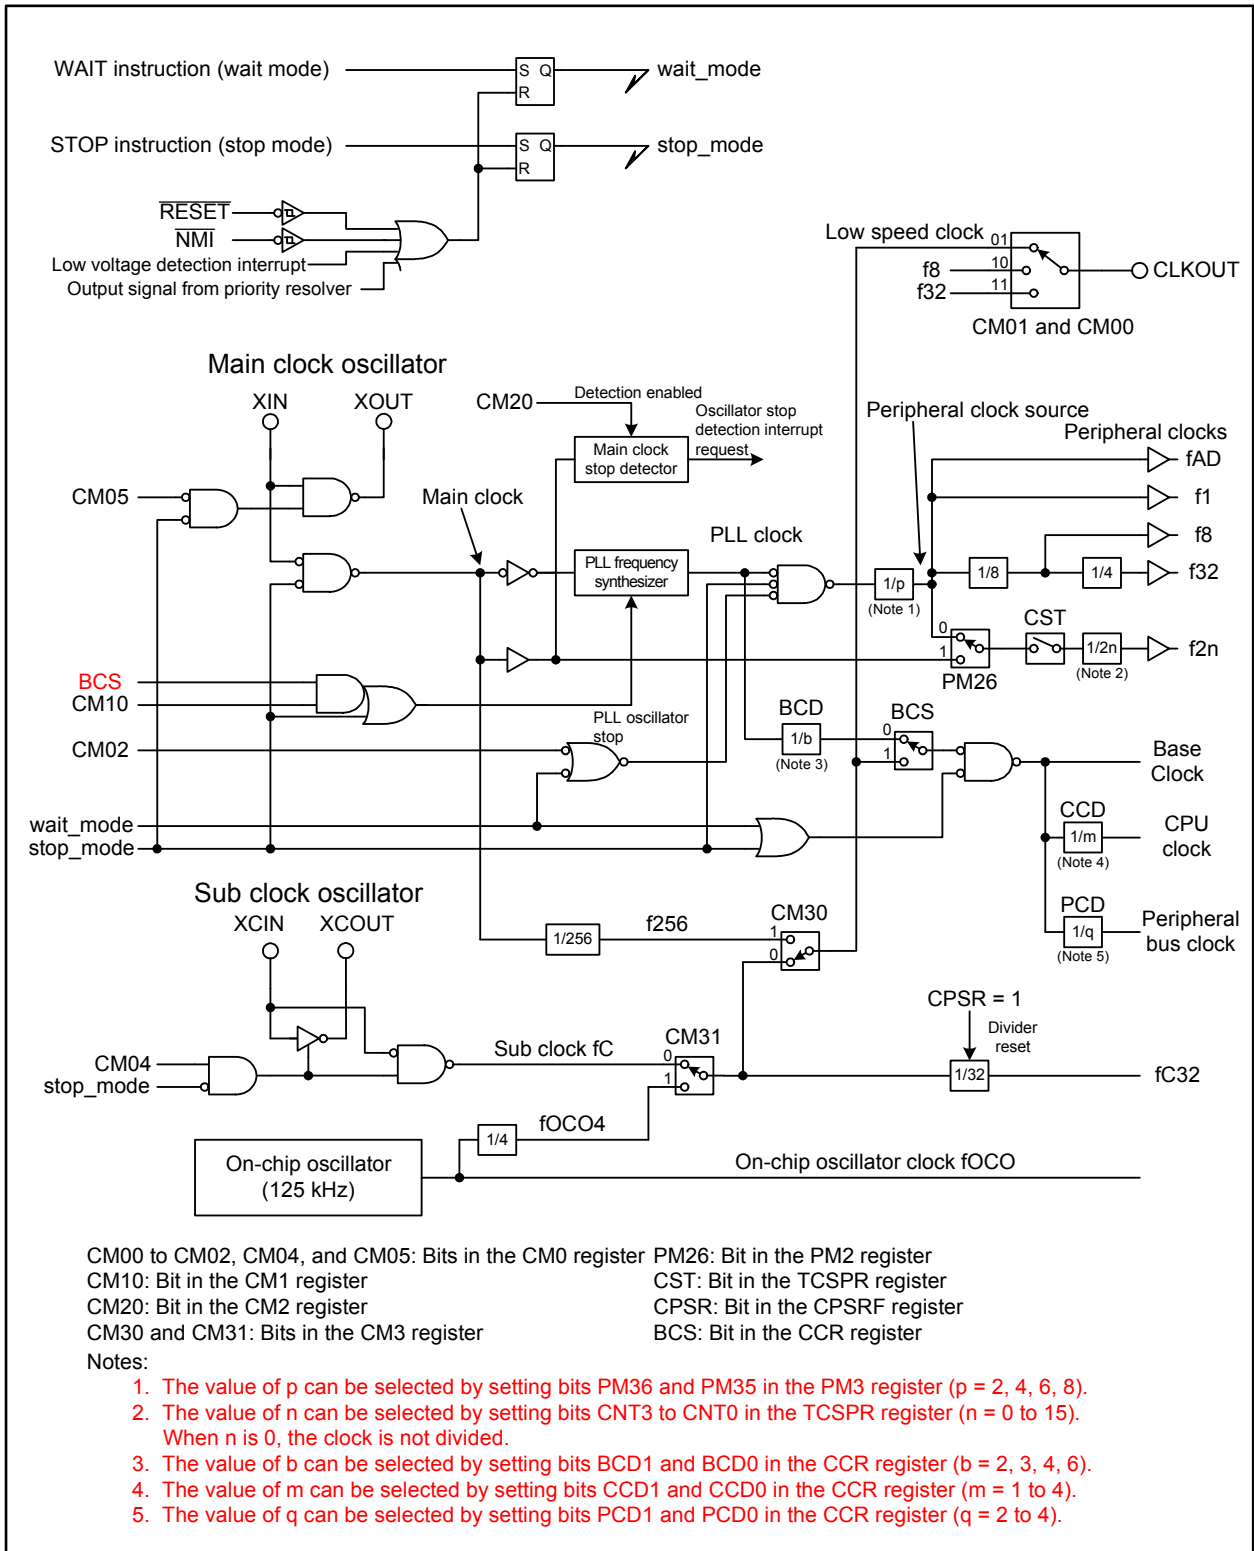 WAIT instruction (wait mode)
S Q
R
wait_mode
STOP instruction (stop mode)
S Q
R
stop_mode
RESET
NMI
Low voltage detection interrupt
Output signal from priority resolver
Low speed clock
01
f8
10
f32
11
CLKOUT
CM01 and CM00
Main clock oscillator
XIN
XOUT
CM20
Detection enabled
Oscillator stop
detection interrupt
request
Main clock
stop detector
Peripheral clock source
Peripheral clocks
fAD
f1
f8
f32
f2n
CM05
Main clock
PLL clock
PLL frequency
synthesizer
1/p
(Note 1)
1/8
1/4
0
1
PM26
CST
1/2n
(Note 2)
BCS
CM10
PLL oscillator
stop
CM02
BCD
1/b
(Note 3)
BCS
0
1
Base
Clock
wait_mode
stop_mode
CCD
1/m
(Note 4)
CPU
clock
PCD
1/q
(Note 5)
Peripheral
bus clock
Sub clock oscillator
XCIN
XCOUT
1/256
f256
CM30
1
0
CPSR = 1
Divider
reset
CM04
stop_mode
Sub clock fC
CM31
0
1
1/32
fC32
1/4
fOCO4
On-chip oscillator
(125 kHz)
On-chip oscillator clock fOCO
CM00 to CM02, CM04, and CM05: Bits in the CM0 register
PM26: Bit in the PM2 register
CM10: Bit in the CM1 register
CST: Bit in the TCSPR register
CM20: Bit in the CM2 register
CPSR: Bit in the CPSRF register
CM30 and CM31: Bits in the CM3 register
BCS: Bit in the CCR register
Notes:
1. The value of p can be selected by setting bits PM36 and PM35 in the PM3 register (p = 2, 4, 6, 8).
2. The value of n can be selected by setting bits CNT3 to CNT0 in the TCSPR register (n = 0 to 15).
When n is 0, the clock is not divided.
3. The value of b can be selected by setting bits BCD1 and BCD0 in the CCR register (b = 2, 3, 4, 6).
4. The value of m can be selected by setting bits CCD1 and CCD0 in the CCR register (m = 1 to 4).
5. The value of q can be selected by setting bits PCD1 and PCD0 in the CCR register (q = 2 to 4).